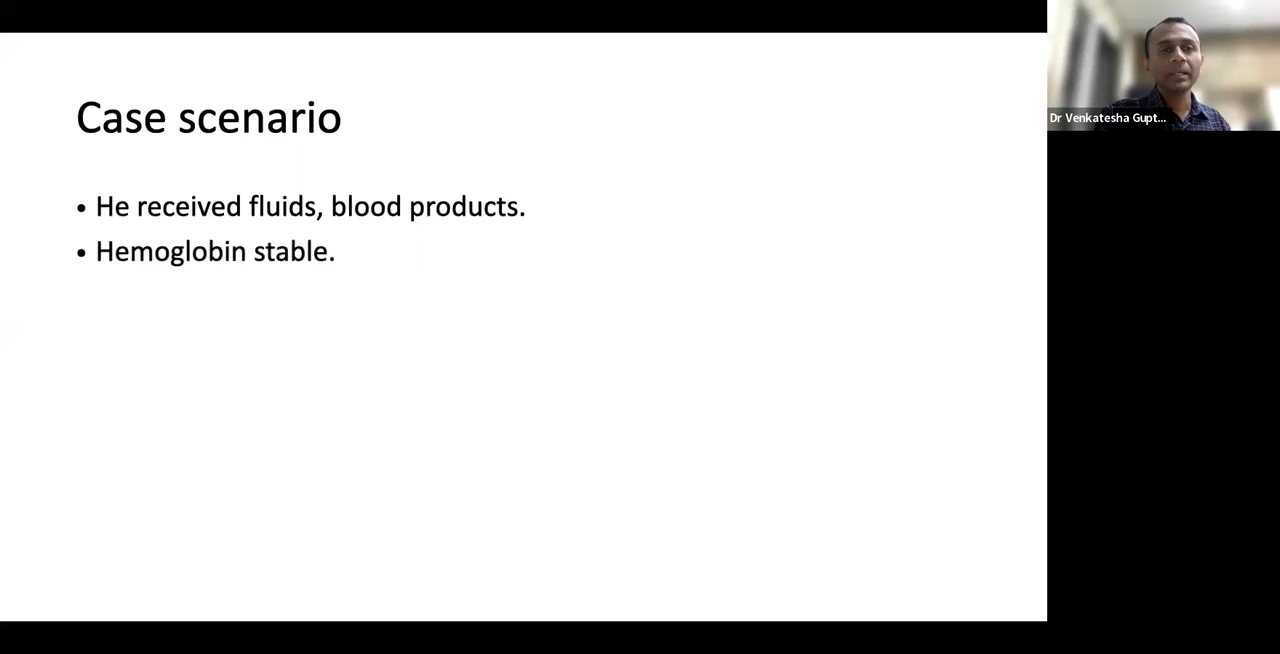 Case scenario
• He received fluids, blood products.
• Hemoglobin stable.
Dr Venkatesha Gupt...